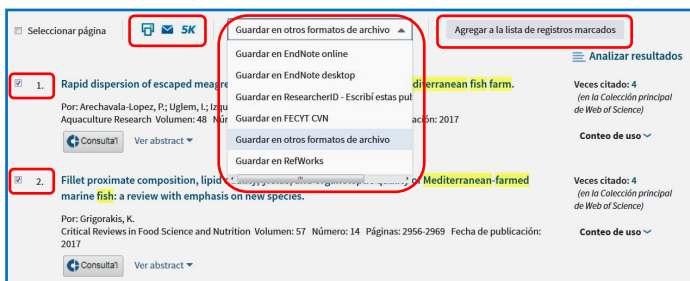 Seleccionar página 5K Guardar en otros formatos de archivo Agregar a la lista de registros marcados
Guardar en EndNote online
Guardar en EndNote desktop
Guardar en ResearcherID - Escribí estas pub
Guardar en FECYT CVN
Guardar en otros formatos de archivo
Guardar en RefWorks
Analizar resultados
1. Rapid dispersion of escaped meagre fish farm.
Por: Arechavala-Lopez, P.; Uglem, I.;
Aquaculture Research Volumen: 48 2017
Consulta1 Ver abstract
Veces citado: 4
(en la Colección principal
de Web of Science)
Conteo de uso
2. Fillet proximate composition, lipid of Mediterranean-farmed
marine fish: a review with emphasis on new species.
Por: Grigorakis, K.
Critical Reviews in Food Science and Nutrition Volumen: 57 Número: 14 Páginas: 2956-2969 Fecha de publicación:
2017
Consulta1 Ver abstract
Veces citado: 4
(en la Colección principal
de Web of Science)
Conteo de uso